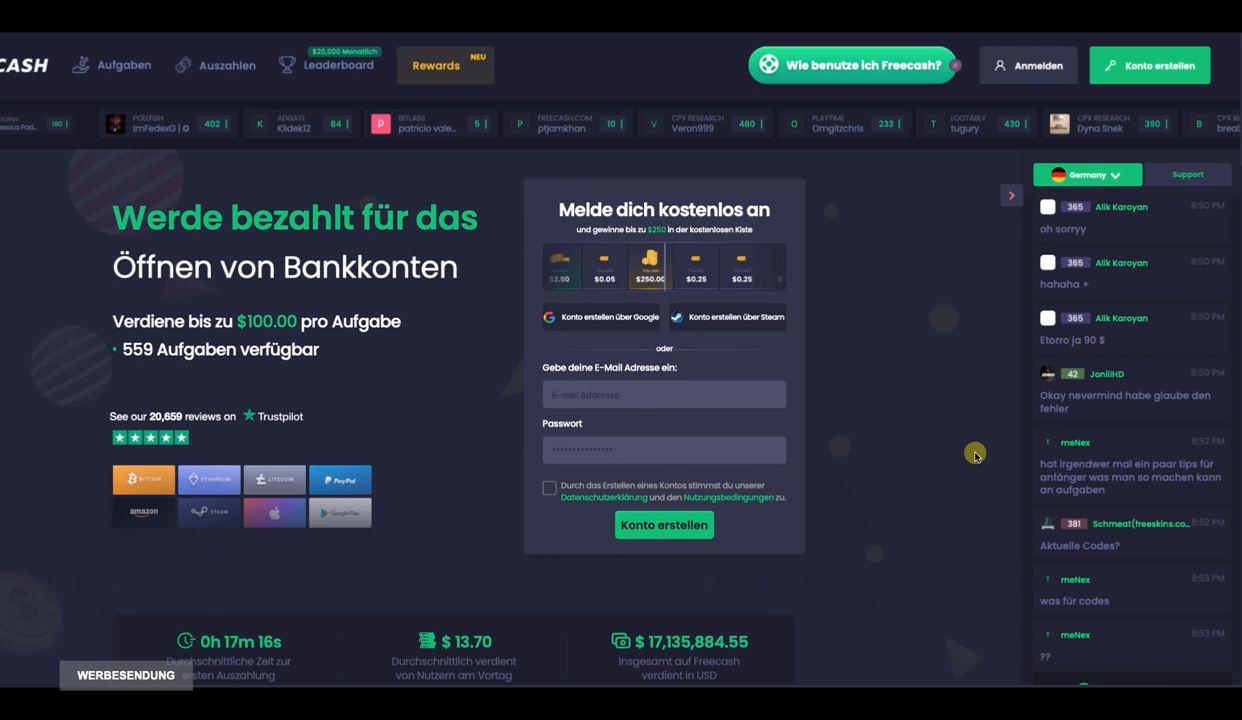 CASH
Aufgaben
Auszahlen
$20,000 Monatlich
Leaderboard
Rewards
NEU
Wie benutze ich Freecash?
Anmelden
Konto erstellen
180
POLLFISH
ImFedexG | O
402
K
ADGATE
Klidek12
84
BITLABS
patricio vale...
5
P
FREECASH.COM
ptjamkhan
10
V
CPX RESEARCH
Veron999
480
O
PLAYTIME
Omgitzchris
233
T
LOOTABLY
tugury
430
CPX RESEARCH
Dyna Snek
390
B
Werde bezahlt für das
Öffnen von Bankkonten
Verdiene bis zu $100.00 pro Aufgabe
559 Aufgaben verfügbar
See our 20,659 reviews on Trustpilot
BITCOIN
ETHEREUM
LITECOIN
PayPal
amazon
STEAM
Google Play
Melde dich kostenlos an
und gewinne bis zu $250 in der kostenlosen Kiste
$2.50
$0.05
$250.00
$0.25
$0.25
Konto erstellen über Google
Konto erstellen über Steam
oder
Gebe deine E-Mail Adresse ein:
E-mail Addresse
Passwort
Durch das Erstellen eines Kontos stimmst du unserer
Datenschutzerklärung und den Nutzungsbedingungen zu.
Konto erstellen
0h 17m 16s
Durchschnittliche Zeit zur
ersten Auszahlung
$ 13.70
Durchschnittlich verdient
von Nutzern am Vortag
$ 17,135,884.55
Insgesamt auf Freecash
verdient in USD
WERBESENDUNG
Germany
Support
365 Alik Karoyan 8:50 PM
oh sorryy
365 Alik Karoyan 8:50 PM
hahaha +
365 Alik Karoyan 8:50 PM
Etorro ja 90 $
42 JoniliHD 8:50 PM
Okay nevermind habe glaube den
fehler
T meNex 8:52 PM
hat irgendwer mal ein paar tips für
anfänger was man so machen kann
an aufgaben
381 Schmeat(freeskins.co... 8:52 PM
Aktuelle Codes?
T meNex 8:53 PM
was für codes
T meNex 8:53 PM
??